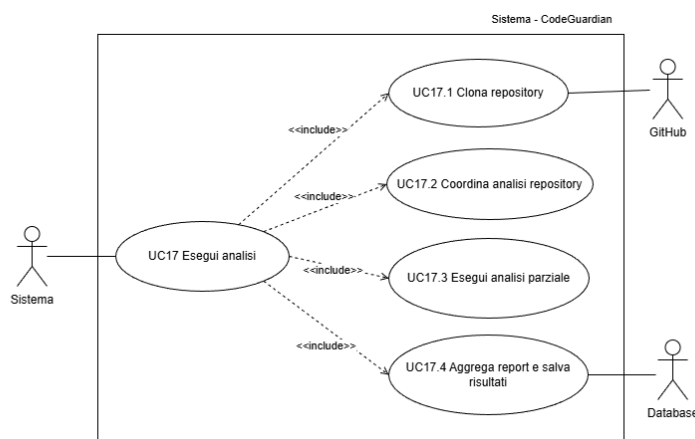 Sistema - CodeGuardian
UC17.1 Clona repository
<<include>>
GitHub
UC17.2 Coordina analisi repository
<<include>>
UC17 Esegui analisi
Sistema
UC17.3 Esegui analisi parziale
<<include>>
<<include>>
UC17.4 Aggrega report e salva
risultati
Database